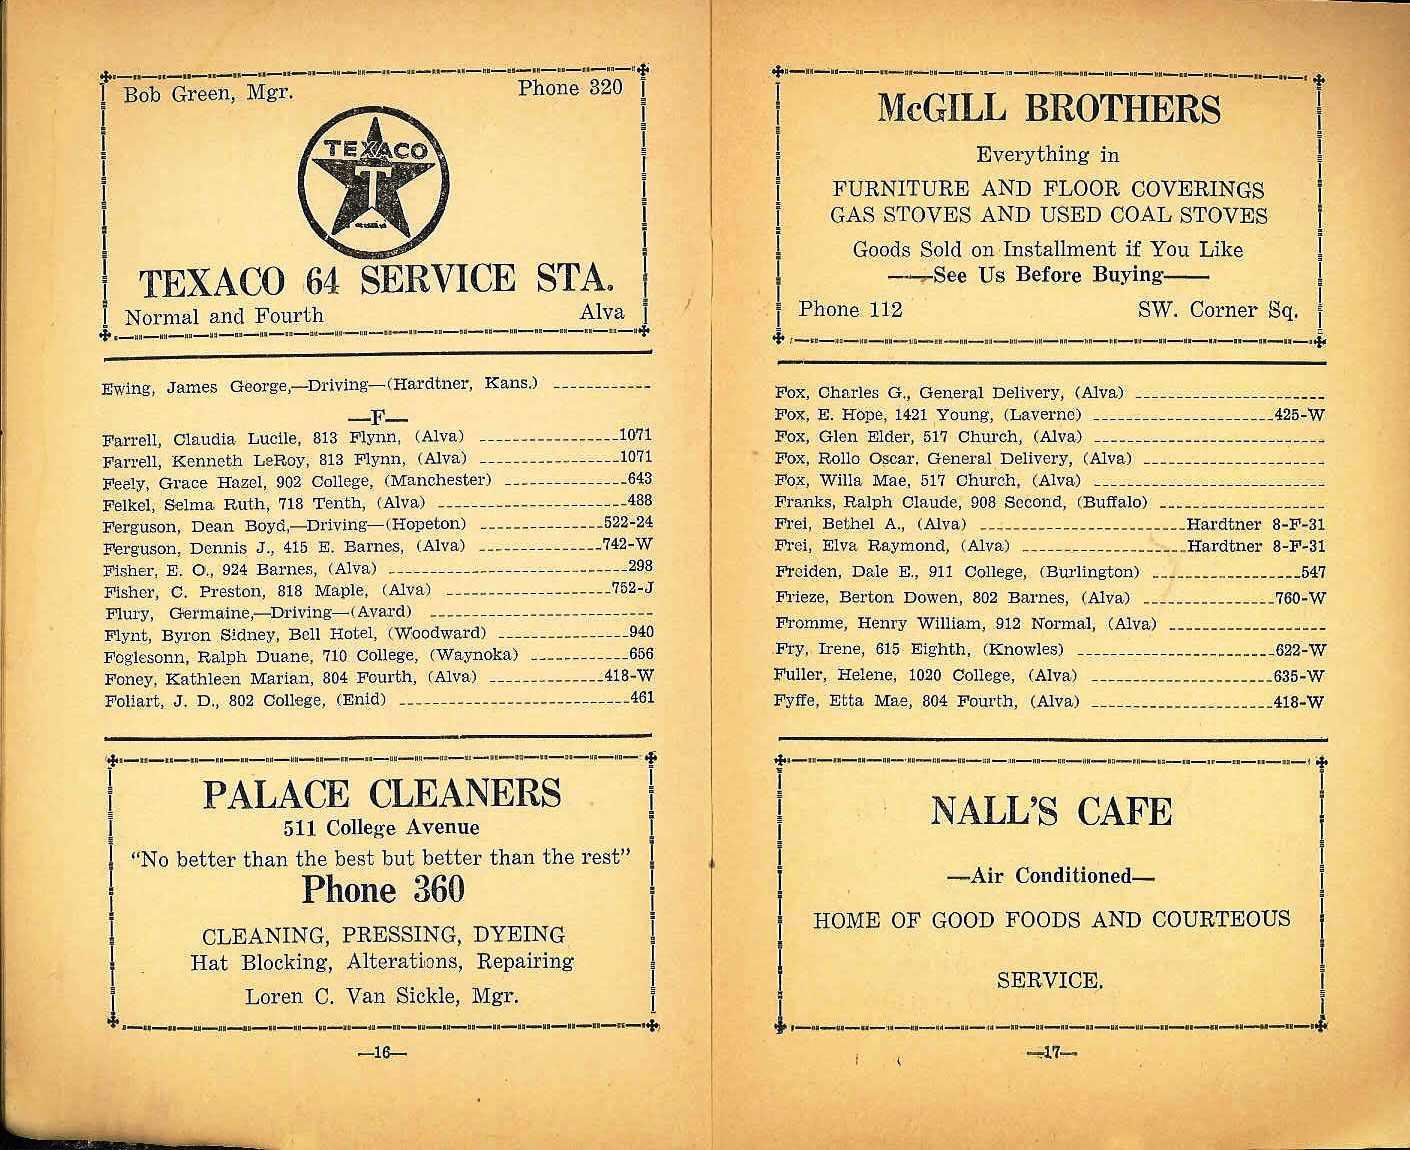 Bob Green, Mgr. Phone 320
TEXACO
T
TEXACO 64 SERVICE STA.
Normal and Fourth Alva
Ewing, James George,—Driving—(Hardtner, Kans.) ------------
—F—
Farrell, Claudia Lucile, 813 Flynn, (Alva) -----------------1071
Farrell, Kenneth LeRoy, 813 Flynn, (Alva) -----------------1071
Feely, Grace Hazel, 902 College, (Manchester) ---------------643
Felkel, Selma Ruth, 718 Tenth, (Alva) -----------------------488
Ferguson, Dean Boyd,—Driving—(Hopeton) ---------------522-24
Ferguson, Dennis J., 415 E. Barnes, (Alva) ---------------742-W
Fisher, E. O., 924 Barnes, (Alva) -----------------------------298
Fisher, C. Preston, 818 Maple, (Alva) --------------------752-J
Flury, Germaine,—Driving—(Avard) ---------------------------
Flynt, Byron Sidney, Bell Hotel, (Woodward) ----------------940
Foglesonn, Ralph Duane, 710 College, (Waynoka) ------------656
Foney, Kathleen Marian, 804 Fourth, (Alva) --------------418-W
Foliart, J. D., 802 College, (Enid) ----------------------------461
PALACE CLEANERS
511 College Avenue
"No better than the best but better than the rest"
Phone 360
CLEANING, PRESSING, DYEING
Hat Blocking, Alterations, Repairing
Loren C. Van Sickle, Mgr.
—16—
McGILL BROTHERS
Everything in
FURNITURE AND FLOOR COVERINGS
GAS STOVES AND USED COAL STOVES
Goods Sold on Installment if You Like
——See Us Before Buying——
Phone 112 SW. Corner Sq.
Fox, Charles G., General Delivery, (Alva) -----------------------
Fox, E. Hope, 1421 Young, (Laverne) ----------------------425-W
Fox, Glen Elder, 517 Church, (Alva) ----------------------------
Fox, Rollo Oscar, General Delivery, (Alva) ----------------------
Fox, Willa Mae, 517 Church, (Alva) ----------------------------
Franks, Ralph Claude, 908 Second, (Buffalo) --------------------
Frei, Bethel A., (Alva) -------------------------Hardtner 8-F-31
Frei, Elva Raymond, (Alva) --------------------Hardtner 8-F-31
Freiden, Dale E., 911 College, (Burlington) ------------------547
Frieze, Berton Dowen, 802 Barnes, (Alva) ----------------760-W
Fromme, Henry William, 912 Normal, (Alva) -------------------
Fry, Irene, 615 Eighth, (Knowles) ------------------------622-W
Fuller, Helene, 1020 College, (Alva) ----------------------635-W
Fyffe, Etta Mae, 804 Fourth, (Alva) ----------------------418-W
NALL'S CAFE
—Air Conditioned—
HOME OF GOOD FOODS AND COURTEOUS
SERVICE.
—17—